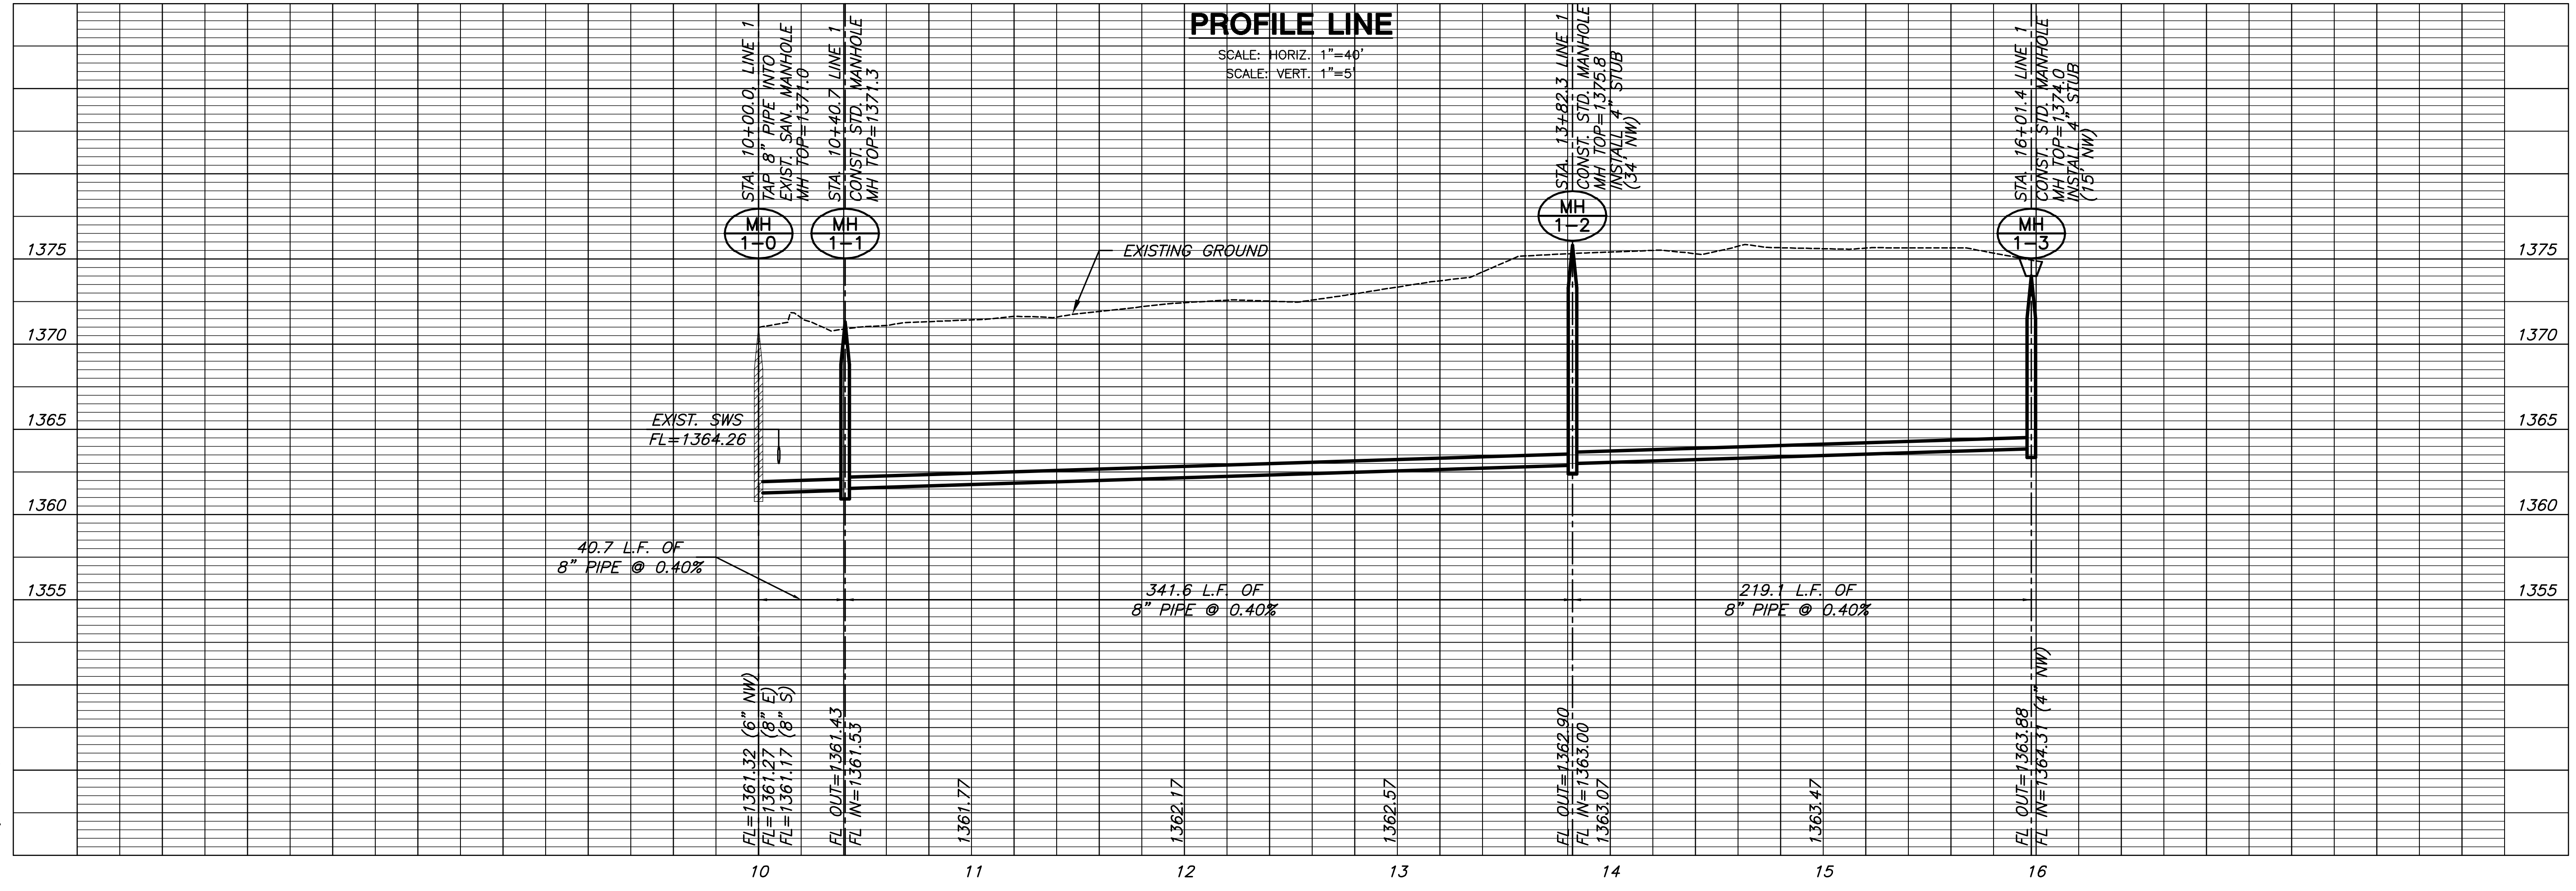 PROFILE LINE
SCALE: HORIZ. 1"=40'
SCALE: VERT. 1"=5'
STA. 10+00.0, LINE 1
TAP 8" PIPE INTO
EXIST. SAN. MANHOLE
MH TOP=1371.0
STA. 10+40.7 LINE 1
CONST. STD. MANHOLE
MH TOP=1371.3
STA. 13+82.3 LINE 1
CONST. STD. MANHOLE
MH TOP=1375.8
INSTALL 4" STUB
(34' NW)
STA. 16+01.4 LINE 1
CONST. STD. MANHOLE
MH TOP=1374.0
INSTALL 4" STUB
(15' NW)
MH
1-0
MH
1-1
MH
1-2
MH
1-3
1375
EXISTING GROUND
1375
1370
1370
1365
EXIST. SWS
FL=1364.26
1365
1360
1360
40.7 L.F. OF
8" PIPE @ 0.40%
1355
341.6 L.F. OF
8" PIPE @ 0.40%
219.1 L.F. OF
8" PIPE @ 0.40%
1355
FL=1361.32 (6" NW)
FL=1361.27 (8" E)
FL=1361.17 (8" S)
FL OUT=1361.43
FL IN=1361.53
1361.77
1362.17
1362.57
FL OUT=1362.90
FL IN=1363.00
1363.07
1363.47
FL OUT=1363.88
FL IN=1364.31 (4" NW)
10
11
12
13
14
15
16